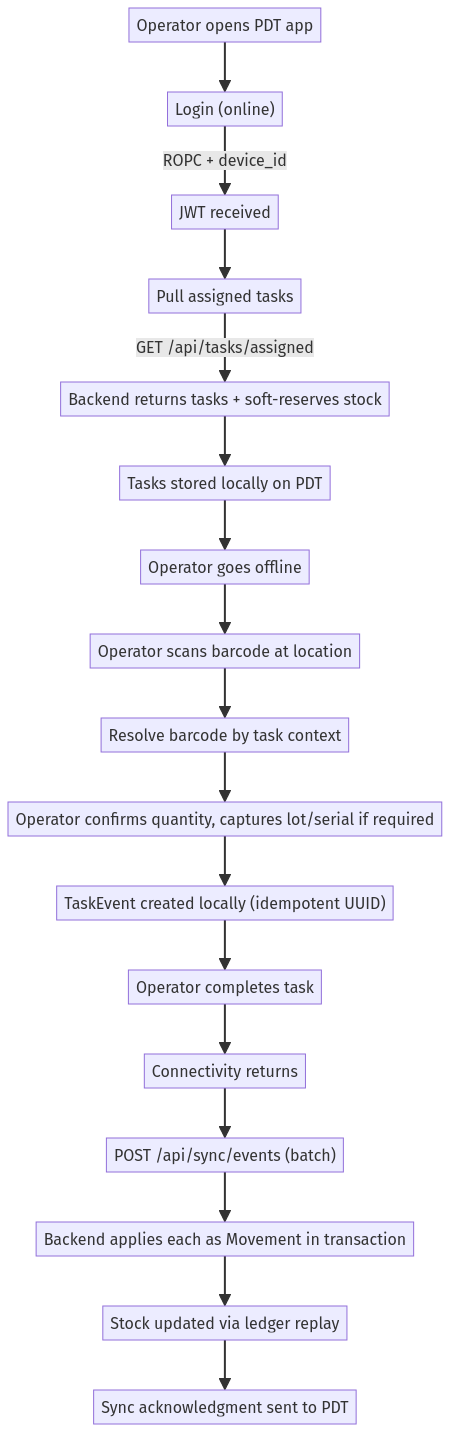 Operator opens PDT app
Login (online)
ROPC + device_id
JWT received
Pull assigned tasks
GET /api/tasks/assigned
Backend returns tasks + soft-reserves stock
Tasks stored locally on PDT
Operator goes offline
Operator scans barcode at location
Resolve barcode by task context
Operator confirms quantity, captures lot/serial if required
TaskEvent created locally (idempotent UUID)
Operator completes task
Connectivity returns
POST /api/sync/events (batch)
Backend applies each as Movement in transaction
Stock updated via ledger replay
Sync acknowledgment sent to PDT